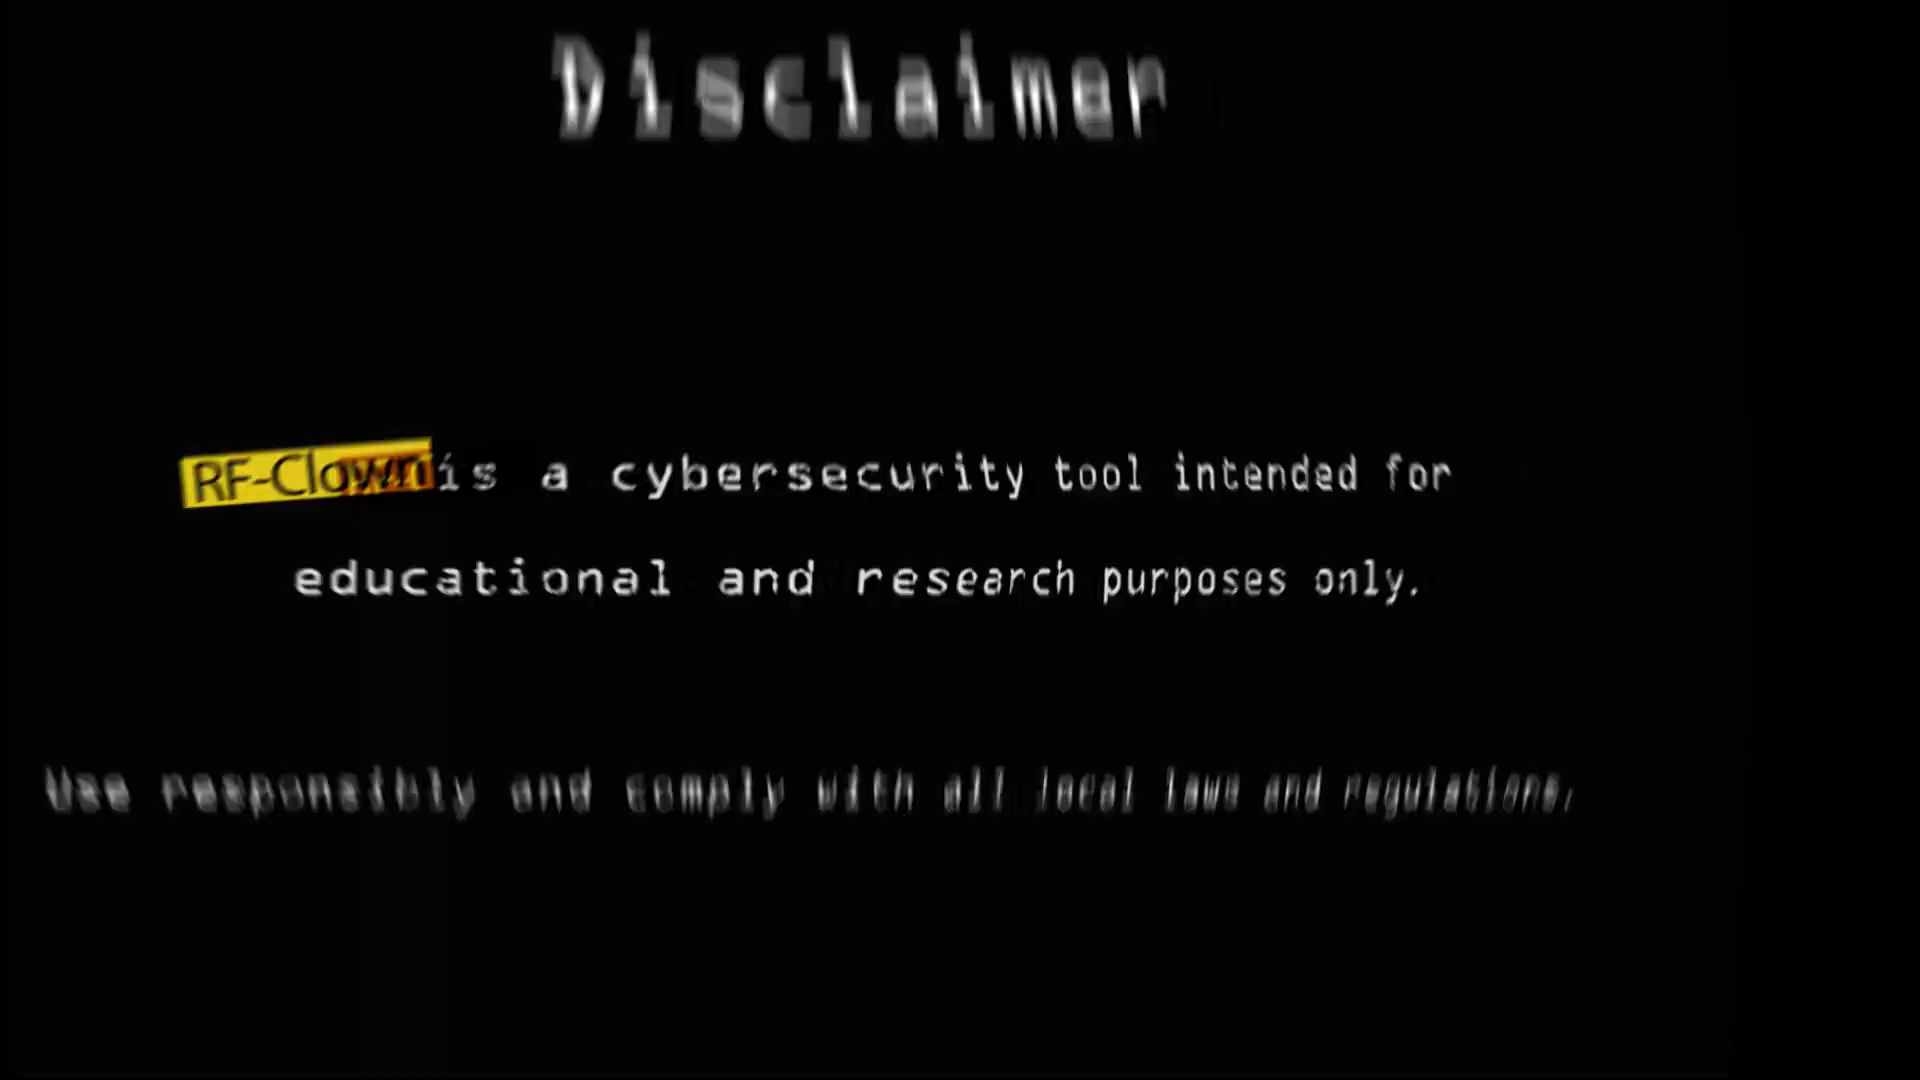 Disclaimer
RF-Clown is a cybersecurity tool intended for
educational and research purposes only.
Use responsibly and comply with all local laws and regulations.